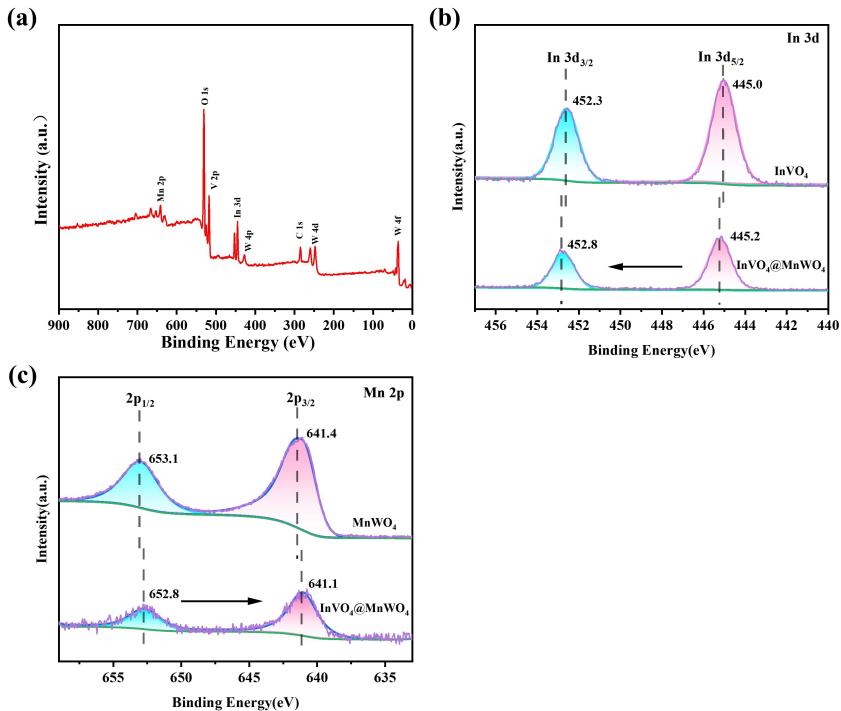 (a)
Intensity (a.u.)
O 1s
V 2p
Mn 2p
In 3d
W 4p
C 1s
W 4d
W 4f
900 800 700 600 500 400 300 200 100 0
Binding Energy (eV)
(b)
In 3d
In 3d3/2
In 3d5/2
452.3
445.0
InVO4
452.8
445.2
InVO4@MnWO4
Intensity(a.u.)
456 454 452 450 448 446 444 442 440
Binding Energy(eV)
(c)
Mn 2p
2p1/2
2p3/2
653.1
641.4
MnWO4
652.8
641.1
InVO4@MnWO4
Intensity(a.u.)
655 650 645 640 635
Binding Energy(eV)